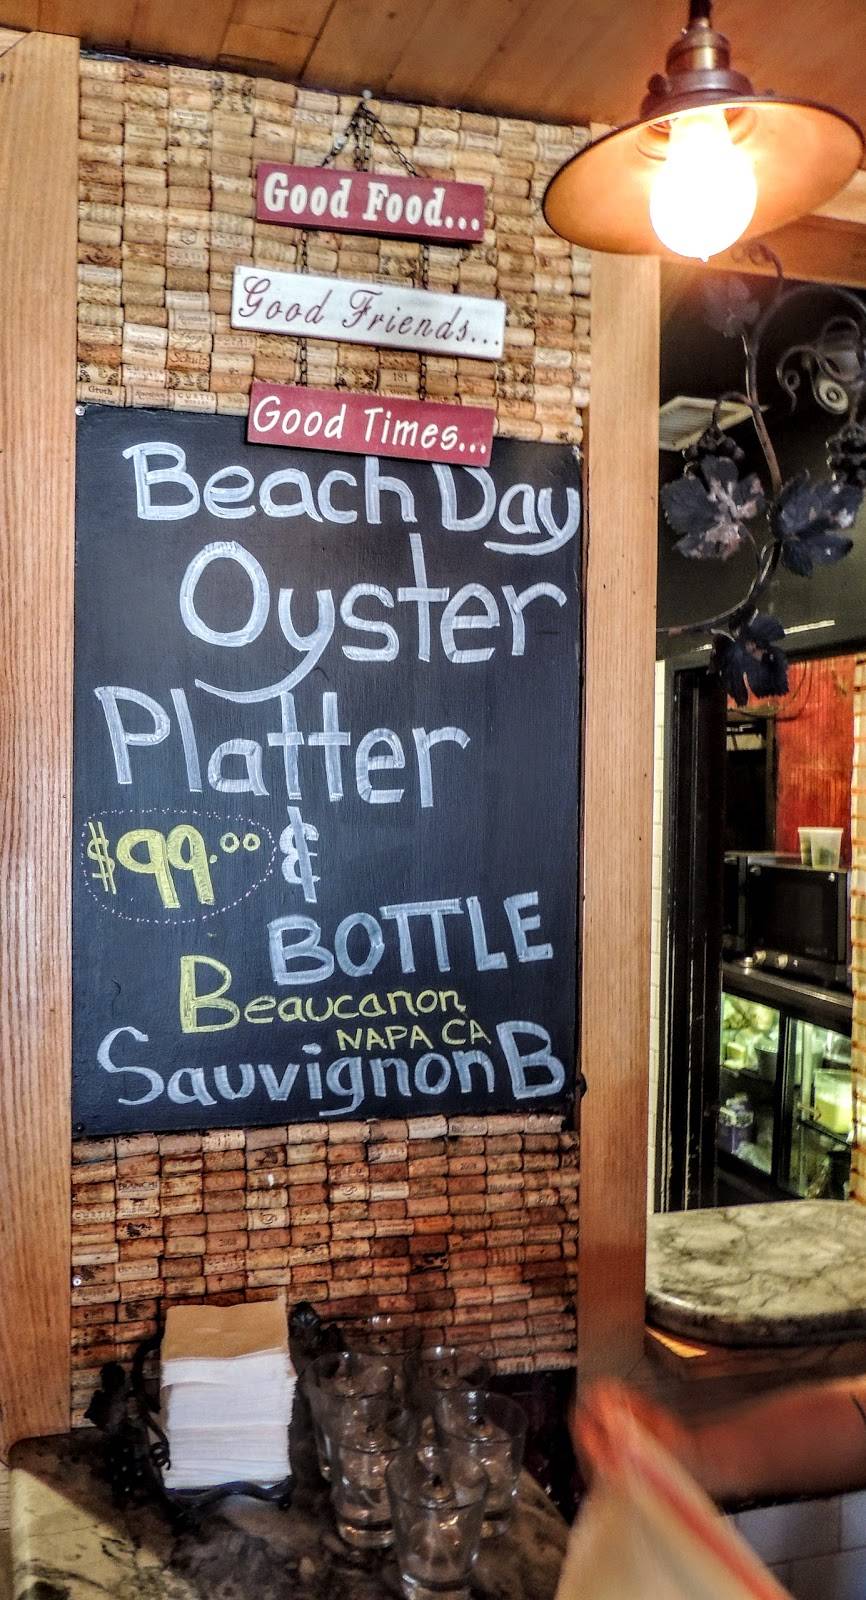 Good Food...
Good Friends...
Good Times...
Beach Day
Oyster
Platter
$99.00 &
BOTTLE
Beaucanon
NAPA CA
Sauvignon B